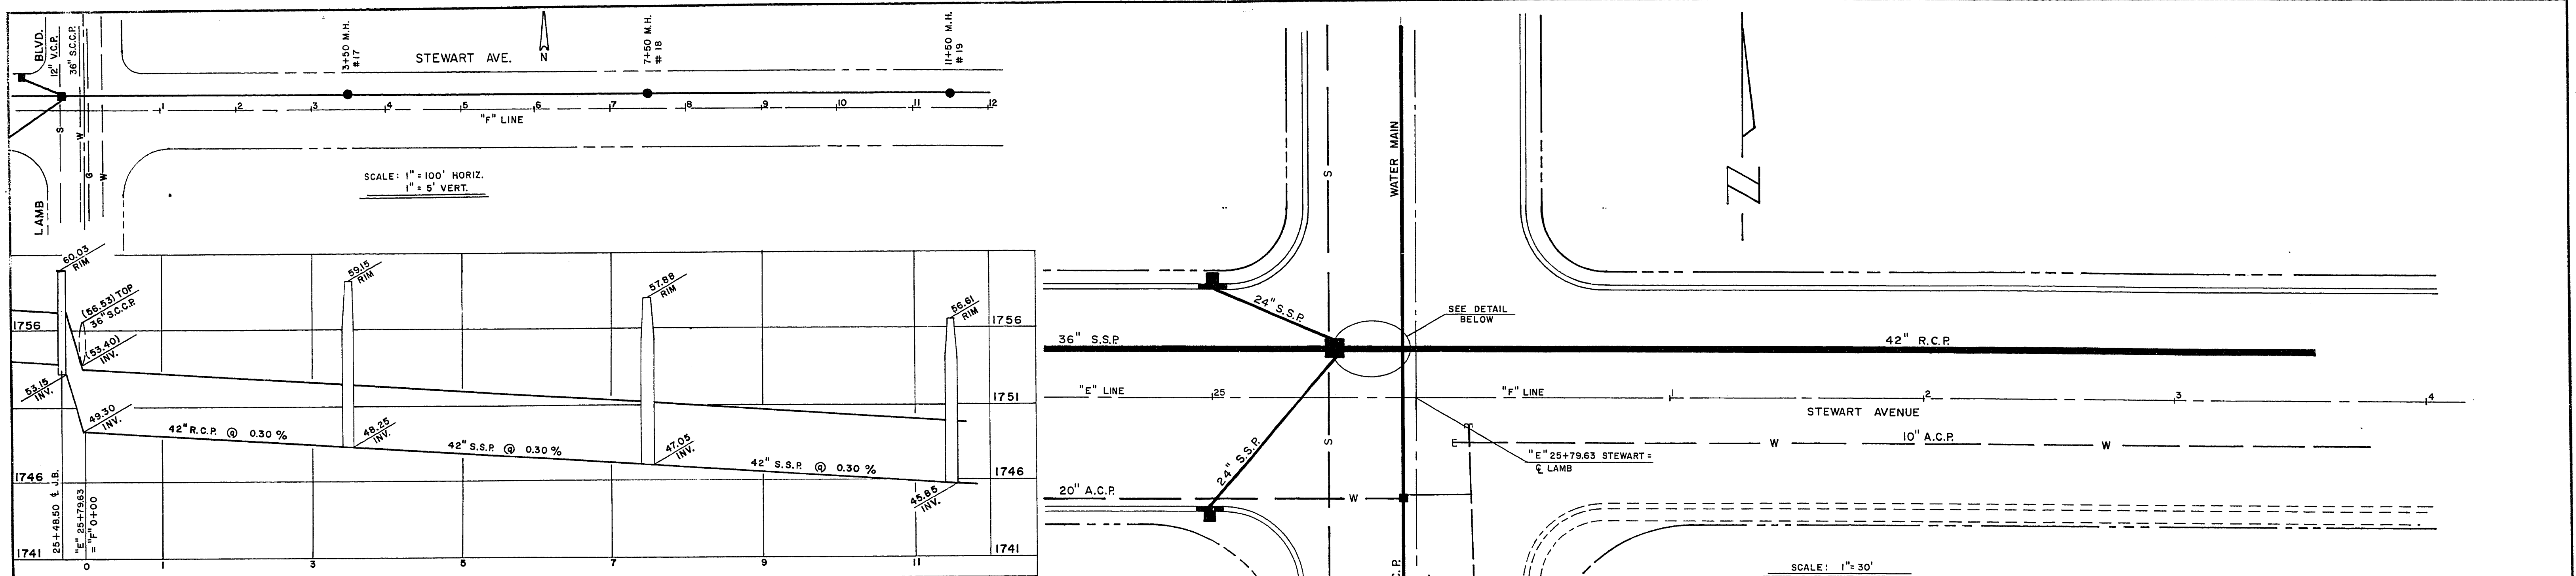 BLVD.
12" V.C.P.
36" S.C.C.P.
LAMB
S
W
G
W
STEWART AVE.
N
3+50 M.H.
#17
7+50 M.H.
#18
11+50 M.H.
#19
1 2 3 4 5 6 7 8 9 10 11 12
"F" LINE
SCALE: 1" = 100' HORIZ.
1" = 5' VERT.
60.03
RIM
(56.53) TOP
36" S.C.C.P.
(53.40)
INV.
53.15
INV.
49.30
INV.
59.15
RIM
48.25
INV.
57.88
RIM
47.05
INV.
56.61
RIM
45.85
INV.
1756
1746
1741
1756
1751
1746
1741
42" R.C.P. @ 0.30 %
42" S.S.P. @ 0.30 %
42" S.S.P. @ 0.30 %
25+48.50 ℄ J.B.
"E" 25+79.63
= "F" 0+00
0 1 3 5 7 9 11
S
WATER MAIN
N
24" S.S.P.
SEE DETAIL
BELOW
36" S.S.P.
42" R.C.P.
"E" LINE
25
"F" LINE
1 2 3 4
STEWART AVENUE
24" S.S.P.
S
E
W
10" A.C.P.
W
"E" 25+79.63 STEWART =
℄ LAMB
20" A.C.P.
W
C.P.
SCALE: 1"=30'